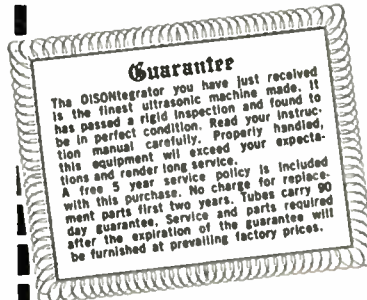 Guarantee
The DISONtegrator you have just received
is the finest ultrasonic machine made. It
has passed a rigid inspection and found to
be in perfect condition. Read your instruc-
tion manual carefully. Properly handled,
this equipment will exceed your expecta-
tions and render long service.
A free 5 year service policy is included
with this purchase. No charge for replace-
ment parts first two years. Tubes carry 90
day guarantee. Service and parts required
after the expiration of the guarantee will
be furnished at prevailing factory prices.